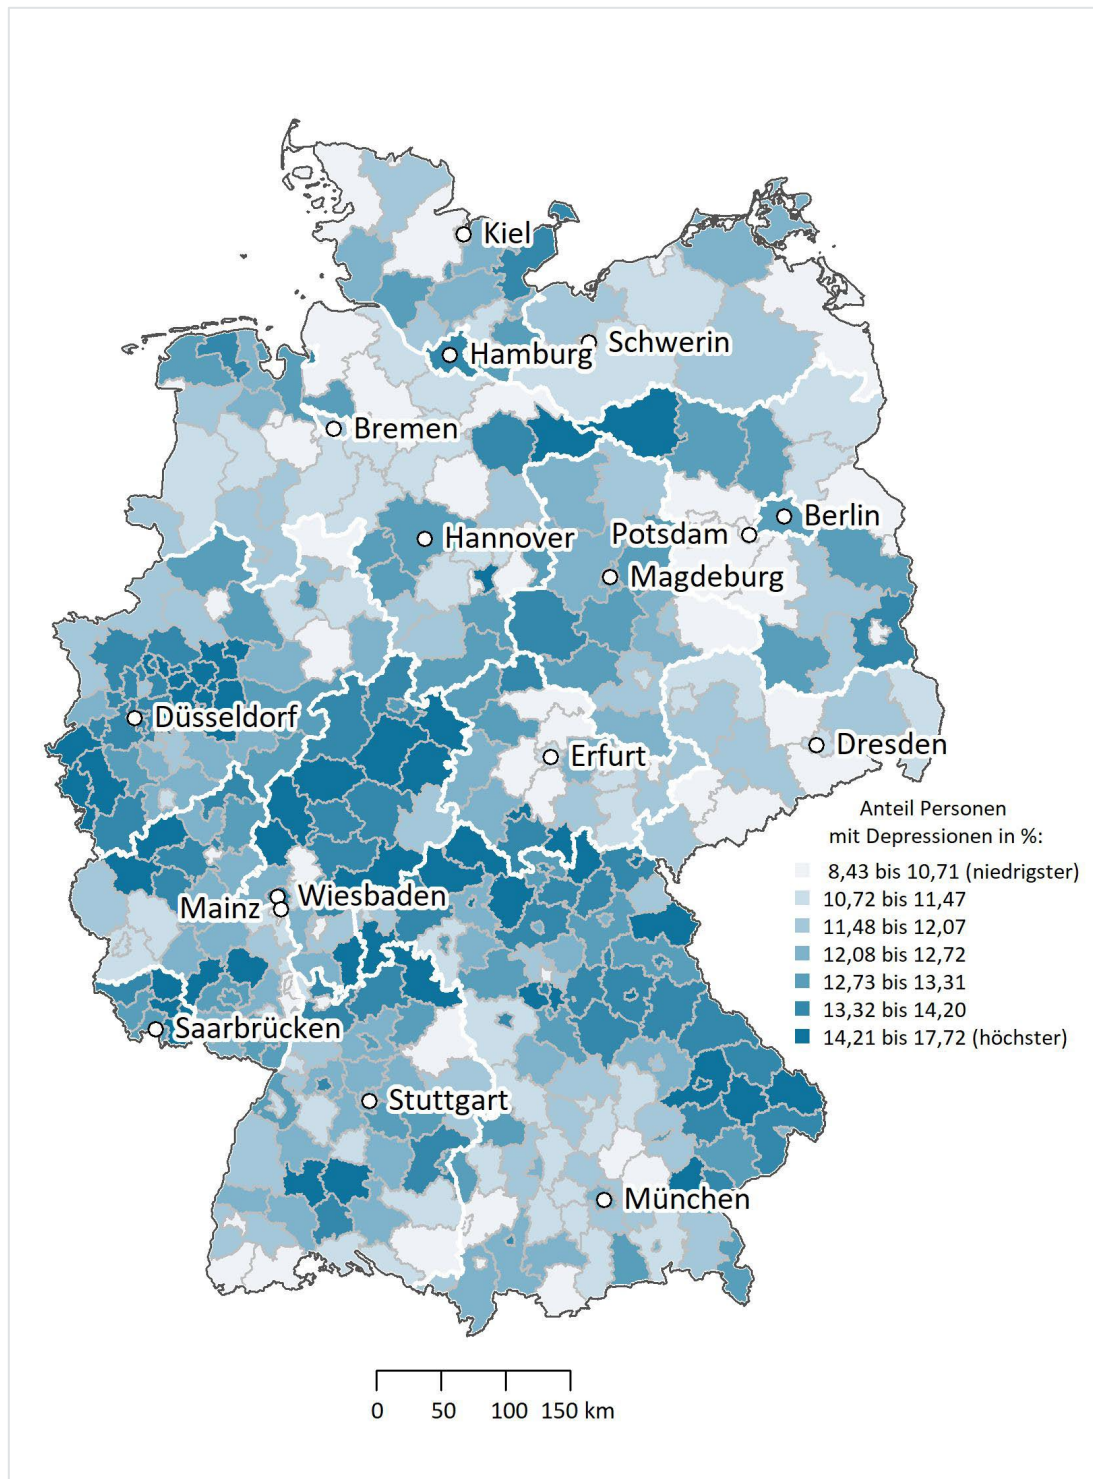 Kiel
Schwerin
Hamburg
Bremen
Berlin
Hannover
Potsdam
Magdeburg
Düsseldorf
Erfurt
Dresden
Anteil Personen
mit Depressionen in %:
8,43 bis 10,71 (niedrigster)
10,72 bis 11,47
11,48 bis 12,07
12,08 bis 12,72
12,73 bis 13,31
13,32 bis 14,20
14,21 bis 17,72 (höchster)
Wiesbaden
Mainz
Saarbrücken
Stuttgart
München
0 50 100 150 km